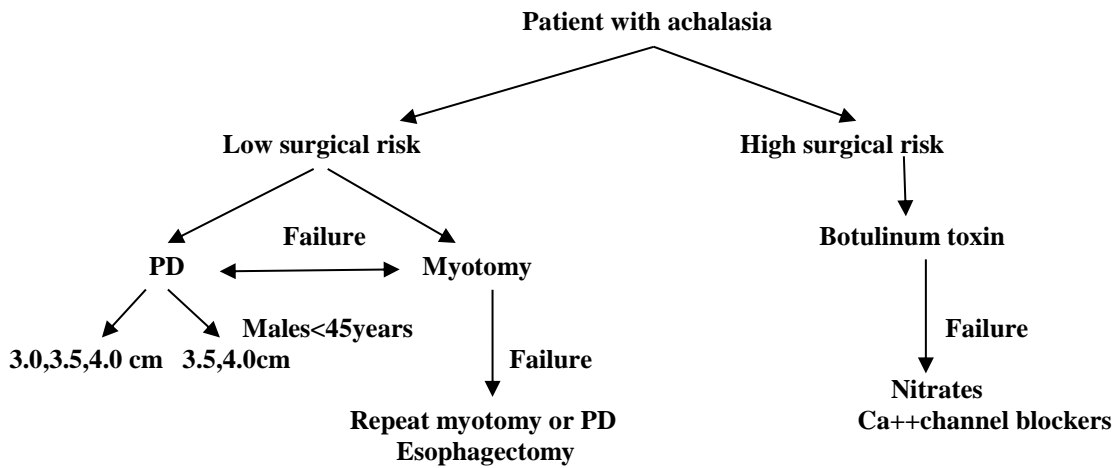 Patient with achalasia
Low surgical risk
High surgical risk
Failure
Botulinum toxin
PD
Myotomy
Males<45years
Failure
3.0,3.5,4.0 cm
3.5,4.0cm
Failure
Nitrates
Ca++channel blockers
Repeat myotomy or PD
Esophagectomy